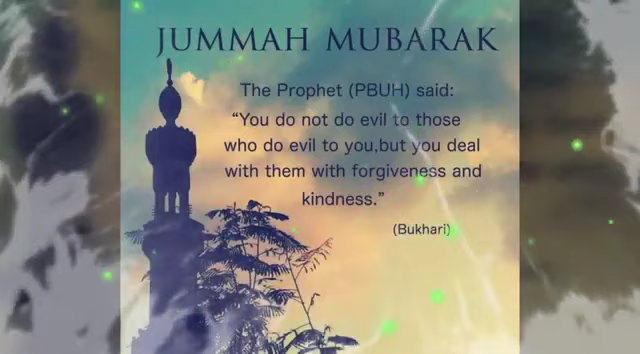 JUMMAH MUBARAK
The Prophet (PBUH) said:
“You do not do evil to those
who do evil to you,but you deal
with them with forgiveness and
kindness.”
(Bukhari)